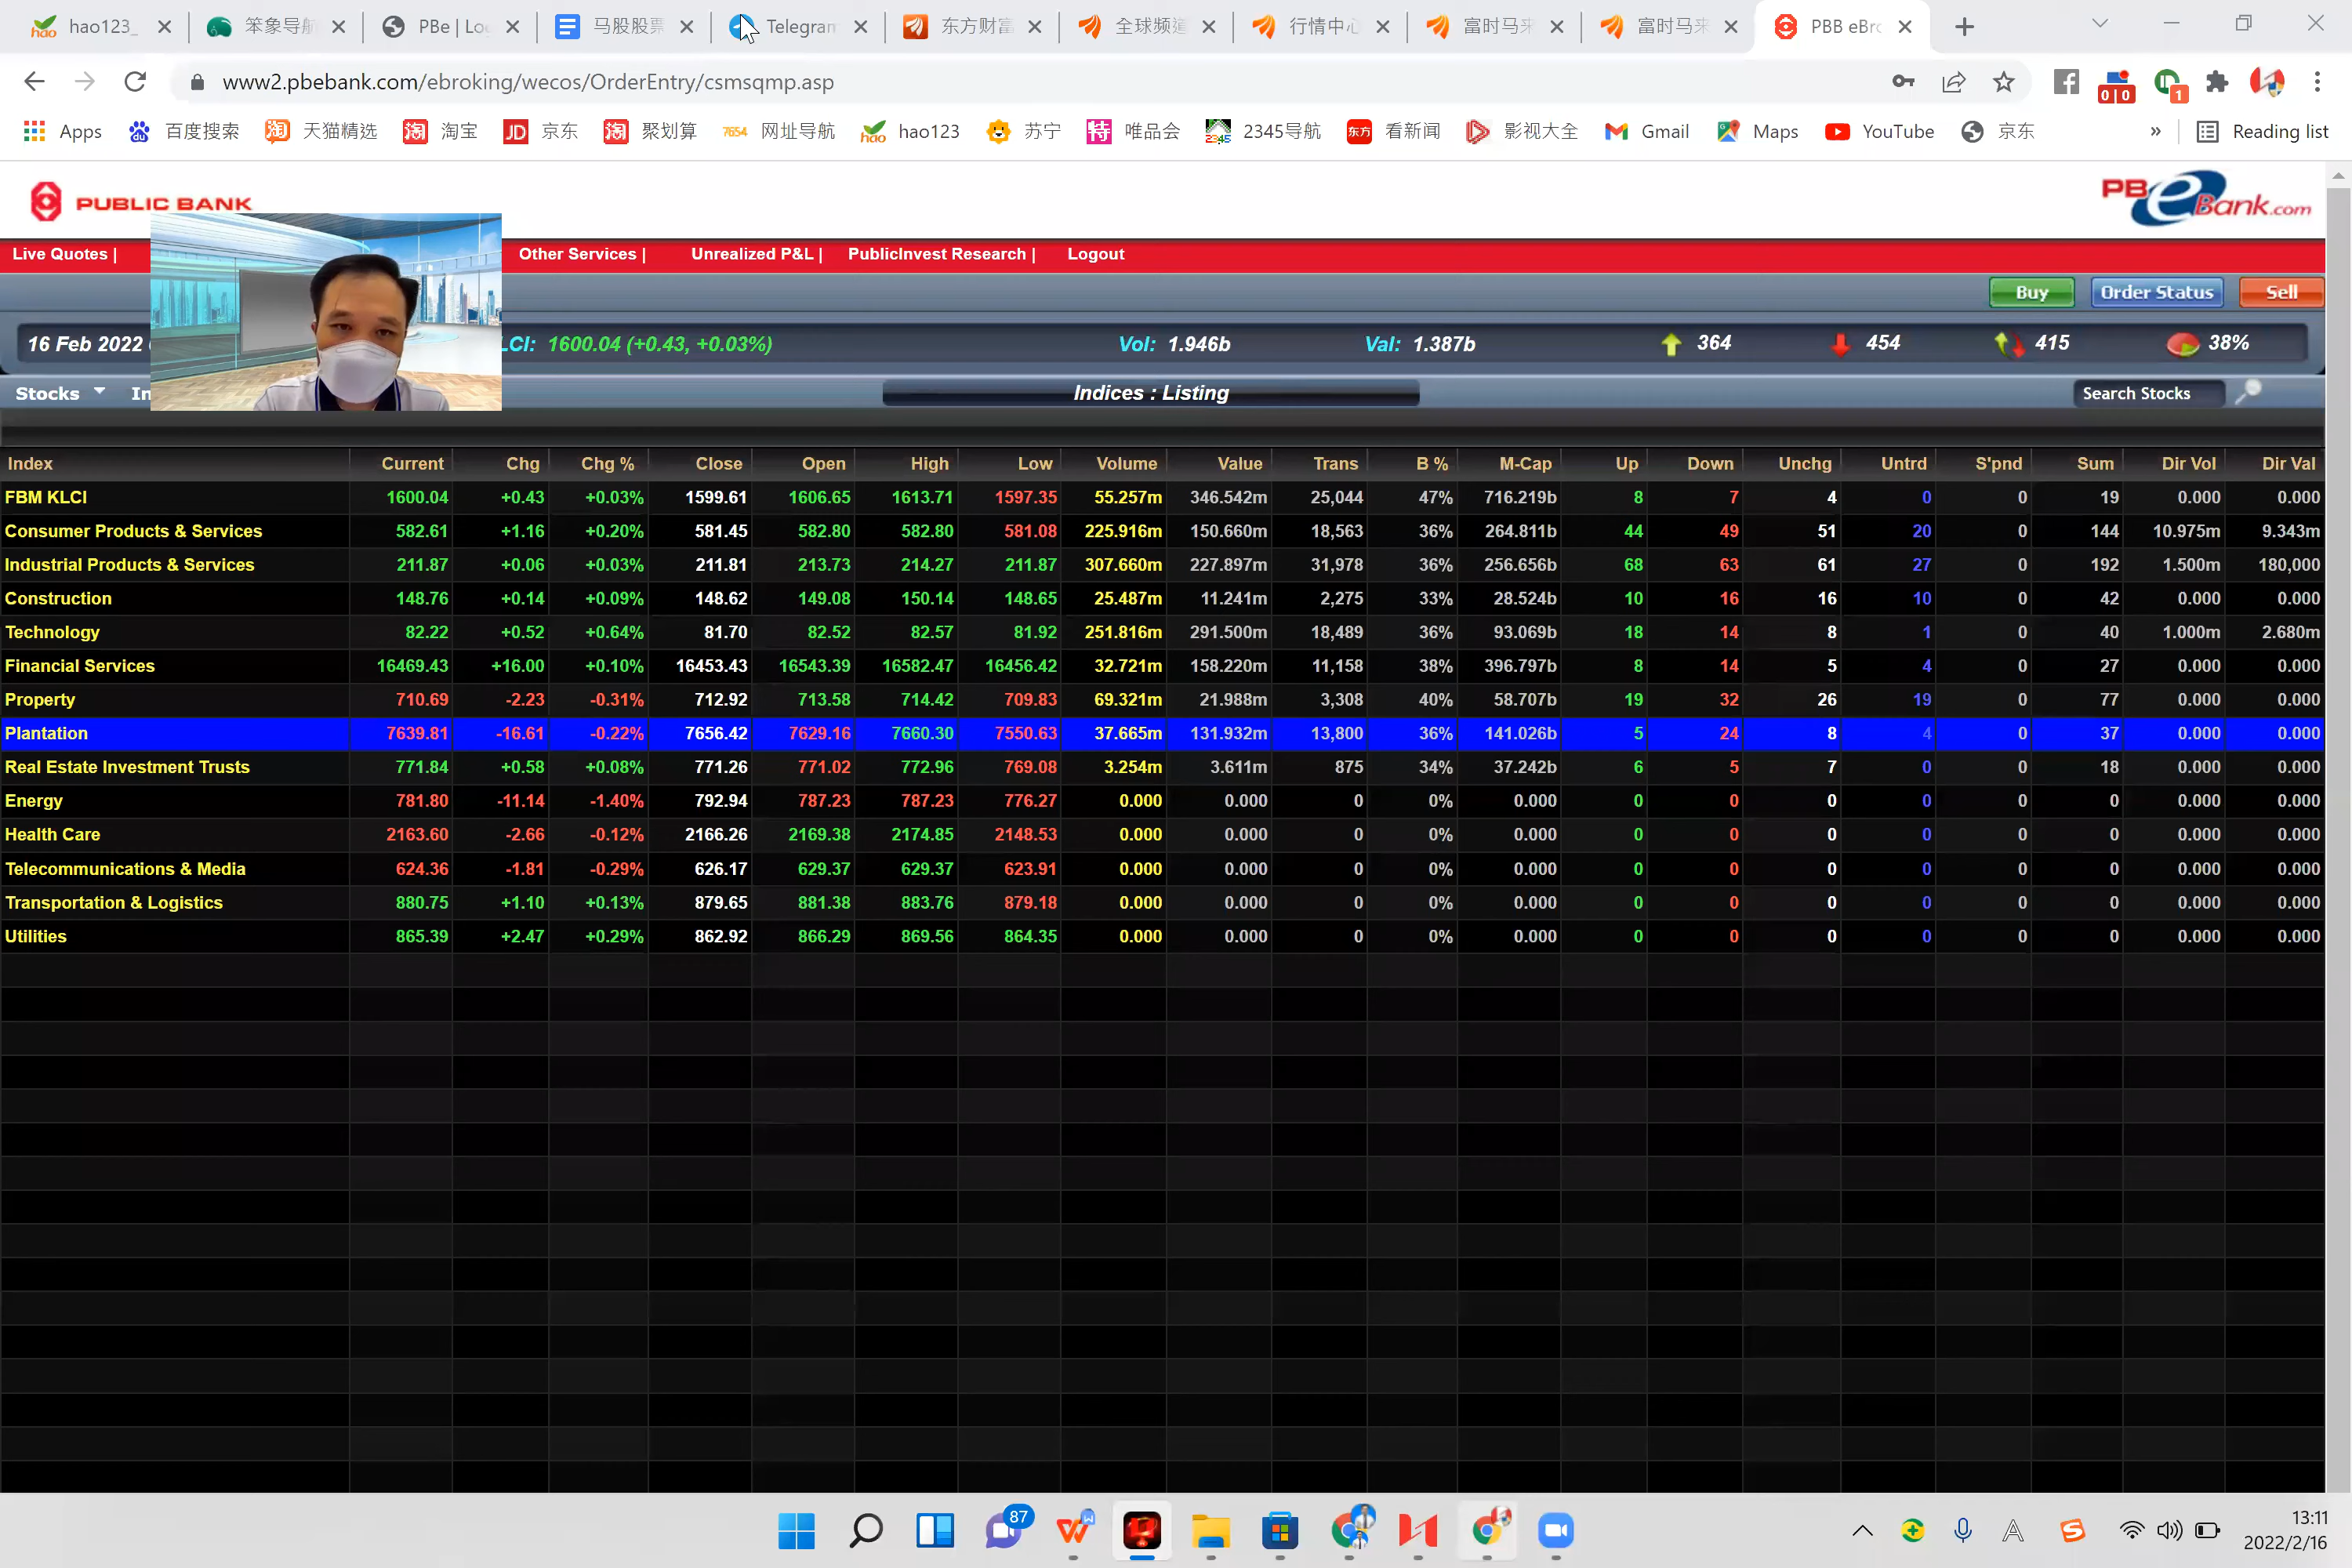 hao123_ 笨象导航 PBe | Log 马股股票 Telegram 东方财富 全球频道 行情中心 富时马来 富时马来 PBB eBro
www2.pbebank.com/ebroking/wecos/OrderEntry/csmsqmp.asp 0|0 1
Apps 百度搜索 天猫精选 淘 淘宝 JD 京东 淘 聚划算 7654 网址导航 hao hao123 苏宁 特 唯品会 2345 2345导航 东方 看新闻 影视大全 Gmail Maps YouTube 京东 » Reading list
PUBLIC BANK PB eBank.com
Live Quotes | Other Services | Unrealized P&L | PublicInvest Research | Logout
Buy Order Status Sell
16 Feb 2022 LCI: 1600.04 (+0.43, +0.03%) Vol: 1.946b Val: 1.387b 364 454 415 38%
Stocks In Indices : Listing Search Stocks
Index Current Chg Chg % Close Open High Low Volume Value Trans B % M-Cap Up Down Unchg Untrd S'pnd Sum Dir Vol Dir Val
FBM KLCI 1600.04 +0.43 +0.03% 1599.61 1606.65 1613.71 1597.35 55.257m 346.542m 25,044 47% 716.219b 8 7 4 0 0 19 0.000 0.000
Consumer Products & Services 582.61 +1.16 +0.20% 581.45 582.80 582.80 581.08 225.916m 150.660m 18,563 36% 264.811b 44 49 51 20 0 144 10.975m 9.343m
Industrial Products & Services 211.87 +0.06 +0.03% 211.81 213.73 214.27 211.87 307.660m 227.897m 31,978 36% 256.656b 68 63 61 27 0 192 1.500m 180,000
Construction 148.76 +0.14 +0.09% 148.62 149.08 150.14 148.65 25.487m 11.241m 2,275 33% 28.524b 10 16 16 10 0 42 0.000 0.000
Technology 82.22 +0.52 +0.64% 81.70 82.52 82.57 81.92 251.816m 291.500m 18,489 36% 93.069b 18 14 8 1 0 40 1.000m 2.680m
Financial Services 16469.43 +16.00 +0.10% 16453.43 16543.39 16582.47 16456.42 32.721m 158.220m 11,158 38% 396.797b 8 14 5 4 0 27 0.000 0.000
Property 710.69 -2.23 -0.31% 712.92 713.58 714.42 709.83 69.321m 21.988m 3,308 40% 58.707b 19 32 26 19 0 77 0.000 0.000
Plantation 7639.81 -16.61 -0.22% 7656.42 7629.16 7660.30 7550.63 37.665m 131.932m 13,800 36% 141.026b 5 24 8 4 0 37 0.000 0.000
Real Estate Investment Trusts 771.84 +0.58 +0.08% 771.26 771.02 772.96 769.08 3.254m 3.611m 875 34% 37.242b 6 5 7 0 0 18 0.000 0.000
Energy 781.80 -11.14 -1.40% 792.94 787.23 787.23 776.27 0.000 0.000 0 0% 0.000 0 0 0 0 0 0 0.000 0.000
Health Care 2163.60 -2.66 -0.12% 2166.26 2169.38 2174.85 2148.53 0.000 0.000 0 0% 0.000 0 0 0 0 0 0 0.000 0.000
Telecommunications & Media 624.36 -1.81 -0.29% 626.17 629.37 629.37 623.91 0.000 0.000 0 0% 0.000 0 0 0 0 0 0 0.000 0.000
Transportation & Logistics 880.75 +1.10 +0.13% 879.65 881.38 883.76 879.18 0.000 0.000 0 0% 0.000 0 0 0 0 0 0 0.000 0.000
Utilities 865.39 +2.47 +0.29% 862.92 866.29 869.56 864.35 0.000 0.000 0 0% 0.000 0 0 0 0 0 0 0.000 0.000
87 13:11
2022/2/16